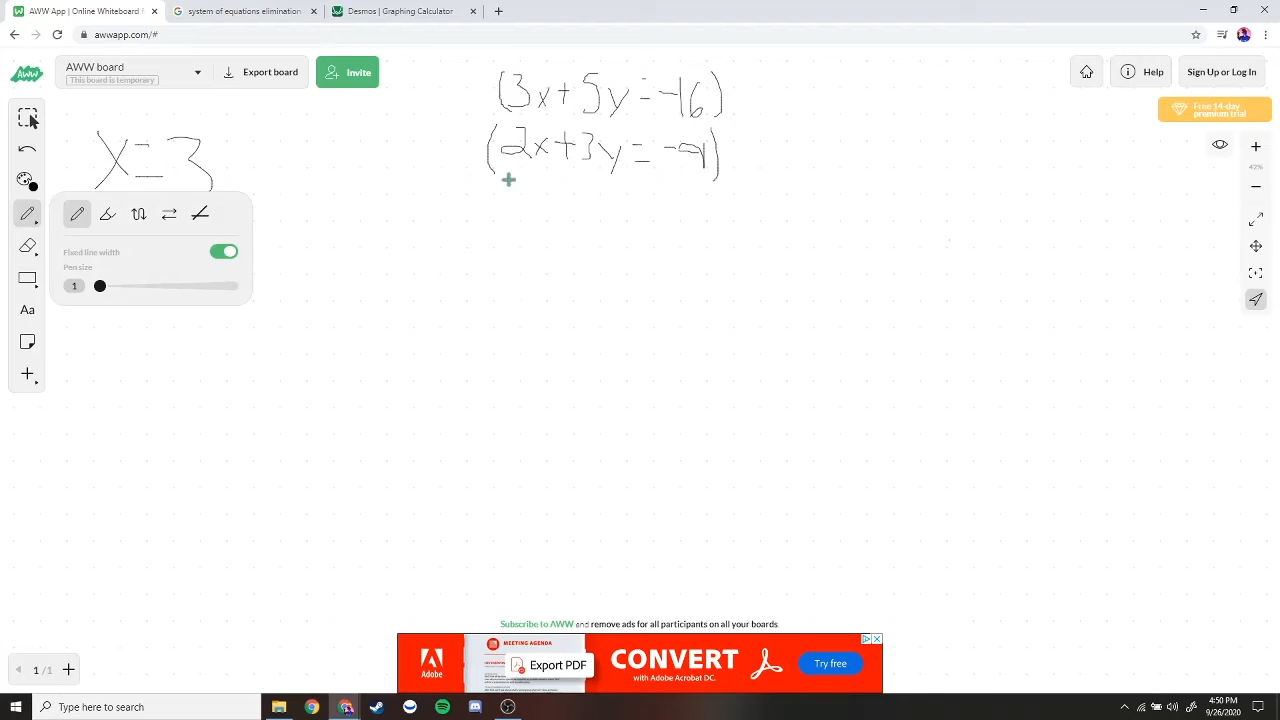 AWW App | Online Whiteboard f
system of equations elimination
Desmos | Graphing Calculator
awwapp.com/#
AWW
AWW board
This board is temporary
Export board
Invite
Help
Sign Up or Log In
Free 14-day
premium trial
(3x+5y=-16)
(2x+3y=-9)
x=3
Fixed line width
Pen size
1
Aa
42%
Subscribe to AWW and remove ads for all participants on all your boards
Adobe
MEETING AGENDA
Export PDF
CONVERT
with Adobe Acrobat DC.
Try free
1 /1
here to search
4:50 PM
9/26/2020